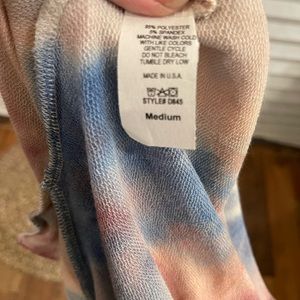 95% POLYESTER
5% SPANDEX
MACHINE WASH COLD
WITH LIKE COLORS
GENTLE CYCLE
DO NOT BLEACH
TUMBLE DRY LOW
MADE IN U.S.A.
STYLE# D845
Medium